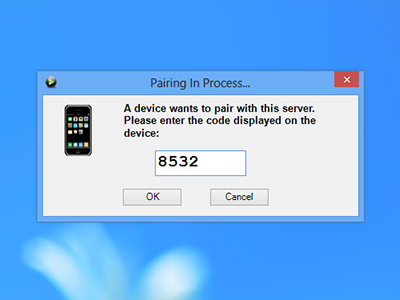 Pairing In Process...
A device wants to pair with this server.
Please enter the code displayed on the
device:
8532
OK
Cancel